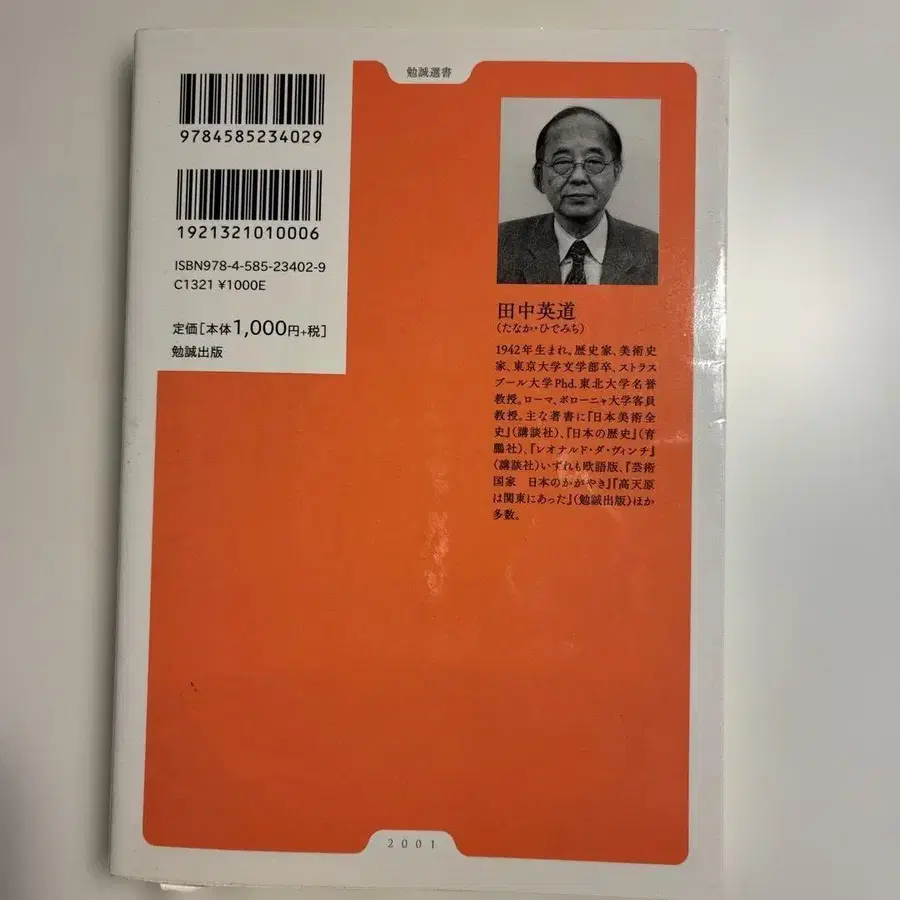 勉誠選書
9784585234029
1921321010006
ISBN978-4-585-23402-9
C1321 ¥1000E
定価[本体1,000円+税]
勉誠出版
田中英道
(たなか・ひでみち)
1942年生まれ。歴史家、美術史
家、東京大学文学部卒、ストラス
ブール大学Phd.東北大学名誉
教授。ローマ、ボローニャ大学客員
教授。主な著書に『日本美術全
史』(講談社)、『日本の歴史』(育
鵬社)、『レオナルド・ダ・ヴィンチ』
(講談社)いずれも欧語版、『芸術
国家　日本のかがやき』『高天原
は関東にあった』(勉誠出版)ほか
多数。
2001